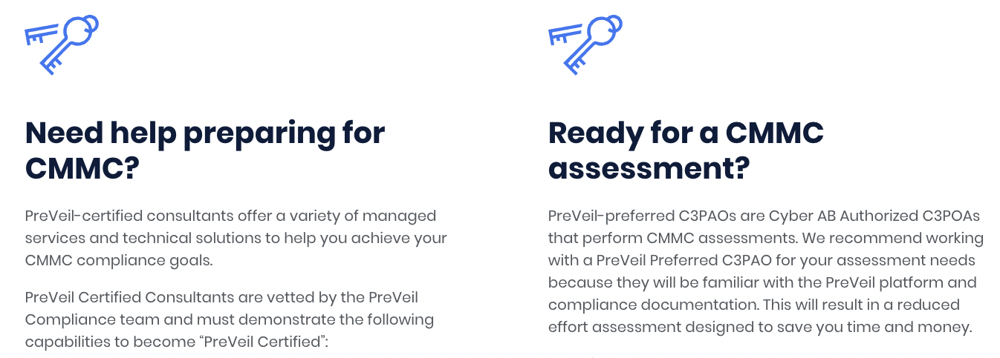 Need help preparing for
CMMC?
PreVeil-certified consultants offer a variety of managed
services and technical solutions to help you achieve your
CMMC compliance goals.
PreVeil Certified Consultants are vetted by the PreVeil
Compliance team and must demonstrate the following
capabilities to become “PreVeil Certified”:
Ready for a CMMC
assessment?
PreVeil-preferred C3PAOs are Cyber AB Authorized C3POAs
that perform CMMC assessments. We recommend working
with a PreVeil Preferred C3PAO for your assessment needs
because they will be familiar with the PreVeil platform and
compliance documentation. This will result in a reduced
effort assessment designed to save you time and money.